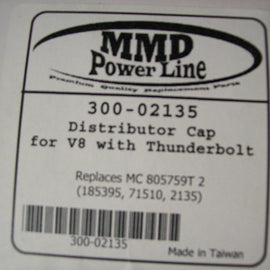 MMD
Power Line
Premium Quality Replacement Parts
300-02135
Distributor Cap
for V8 with Thunderbolt
Replaces MC 805759T 2
(185395, 71510, 2135)
300-02135
Made in Taiwan